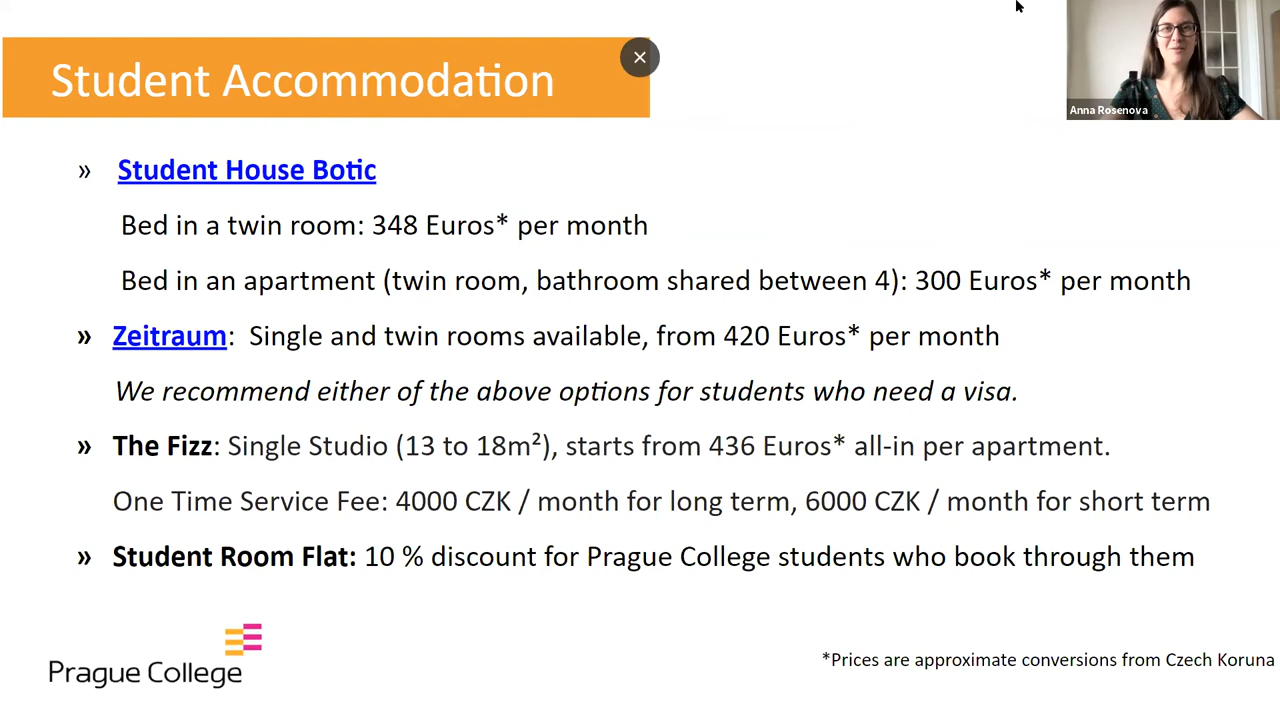 Student Accommodation
Anna Rosenova
» Student House Botic
Bed in a twin room: 348 Euros* per month
Bed in an apartment (twin room, bathroom shared between 4): 300 Euros* per month
» Zeitraum: Single and twin rooms available, from 420 Euros* per month
We recommend either of the above options for students who need a visa.
» The Fizz: Single Studio (13 to 18m²), starts from 436 Euros* all-in per apartment.
One Time Service Fee: 4000 CZK / month for long term, 6000 CZK / month for short term
» Student Room Flat: 10 % discount for Prague College students who book through them
Prague College
*Prices are approximate conversions from Czech Koruna